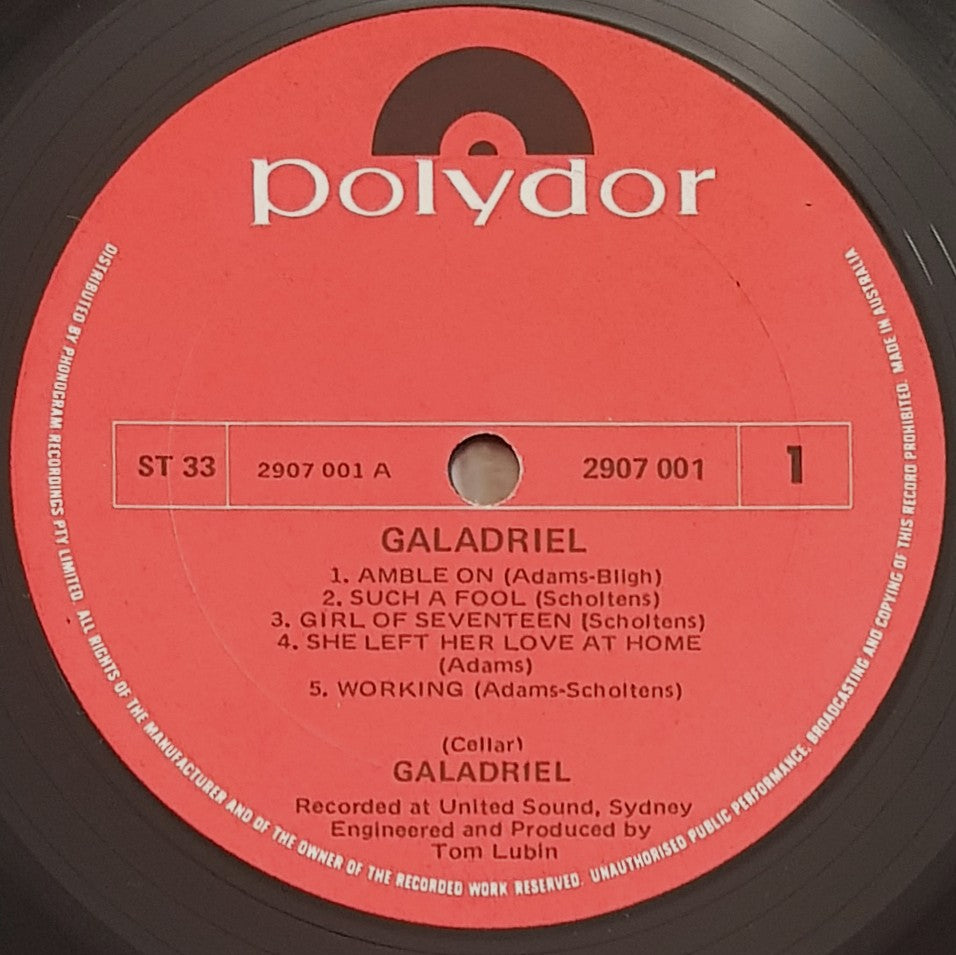 polydor
ST 33 2907 001 A 2907 001 1
GALADRIEL
1. AMBLE ON (Adams-Bligh)
2. SUCH A FOOL (Scholtens)
3. GIRL OF SEVENTEEN (Scholtens)
4. SHE LEFT HER LOVE AT HOME
(Adams)
5. WORKING (Adams-Scholtens)
(Cellar)
GALADRIEL
Recorded at United Sound, Sydney
Engineered and Produced by
Tom Lubin
DISTRIBUTED BY PHONOGRAM RECORDINGS PTY LIMITED. ALL RIGHTS OF THE MANUFACTURER AND OF THE OWNER OF THE RECORDED WORK RESERVED. UNAUTHORISED PUBLIC PERFORMANCE, BROADCASTING AND COPYING OF THIS RECORD PROHIBITED. MADE IN AUSTRALIA